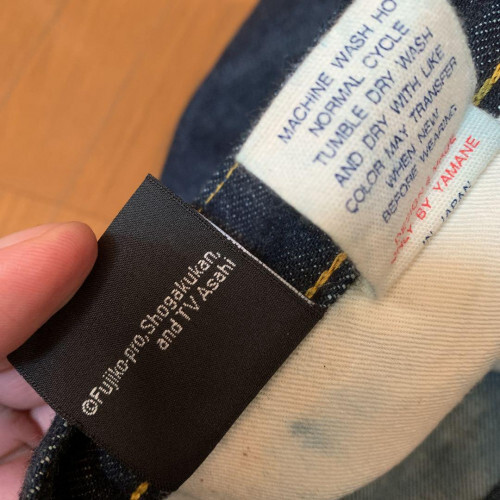 MACHINE WASH HO
NORMAL CYCLE
TUMBLE DRY WASH
AND DRY WITH LIKE
COLOR MAY TRANSFER
WHEN NEW
BEFORE WEARING
BY YAMANE
IN JAPAN
©Fujiko-pro,Shogakukan,
and TV Asahi